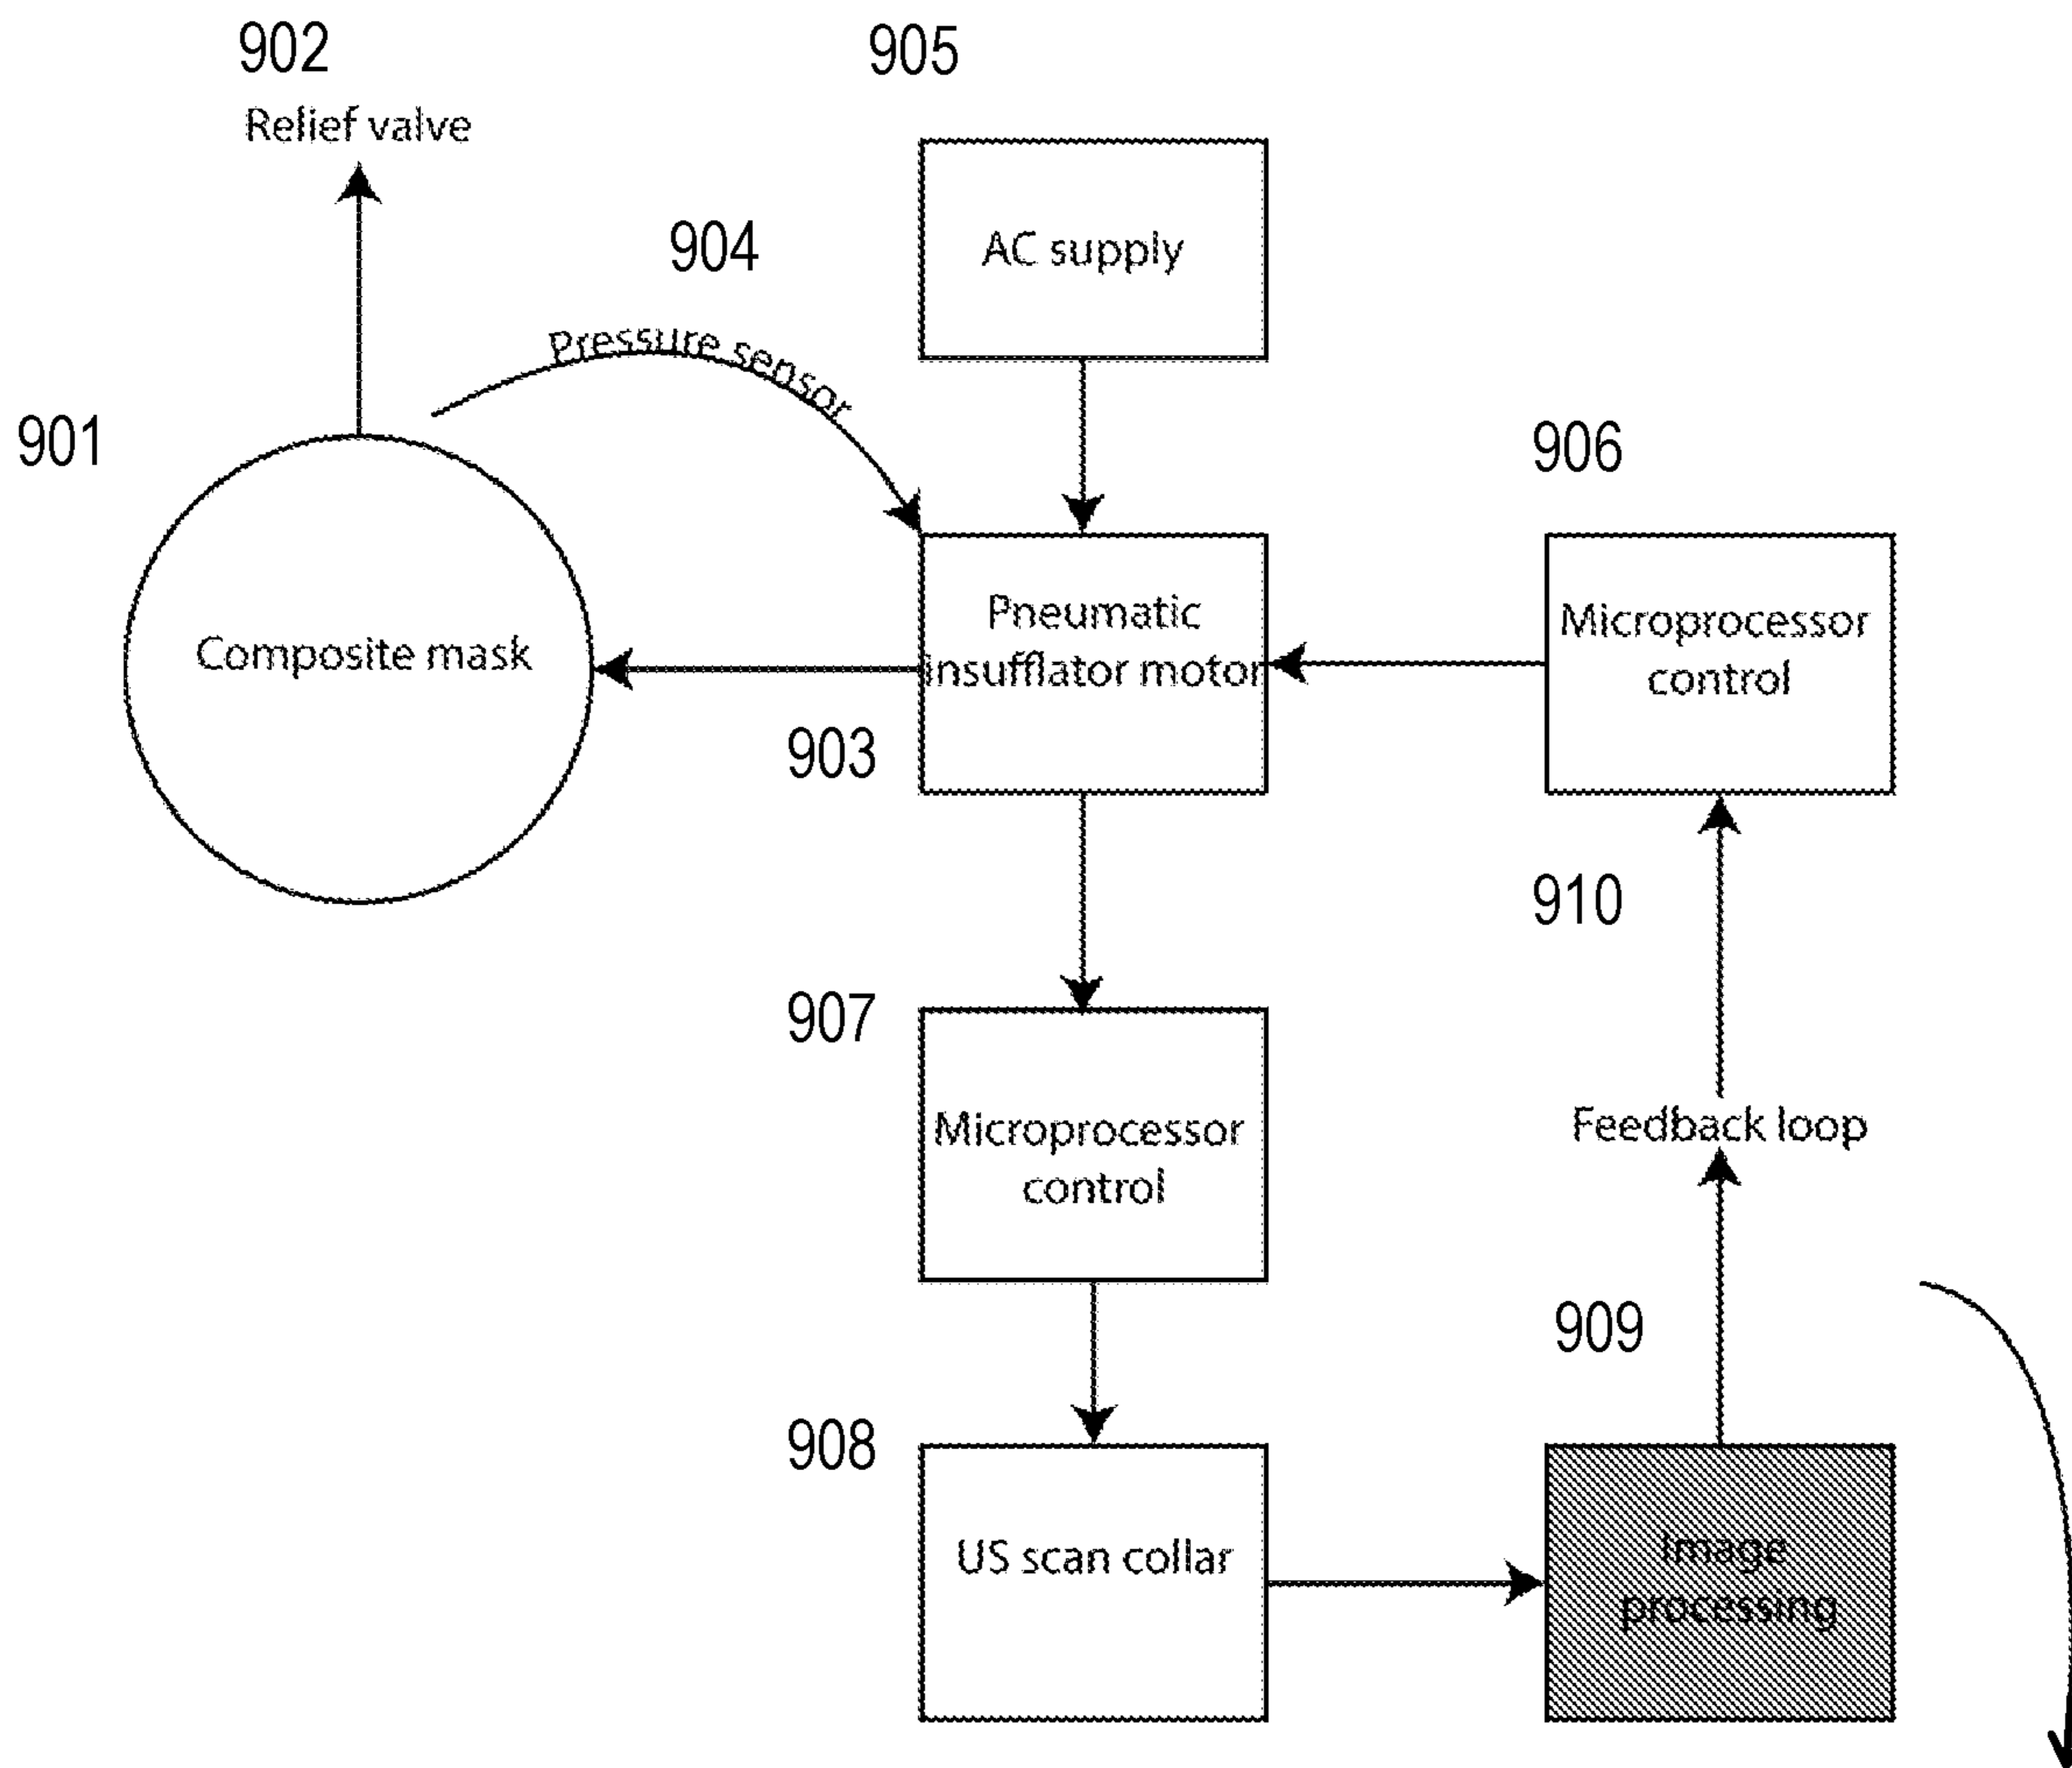 902
Relief valve
905
904
Pressure sensor
AC supply
901
906
Composite mask
Pneumatic
insufflator motor
Microprocessor
control
903
910
907
Microprocessor
control
Feedback loop
909
908
US scan collar
Image
processing